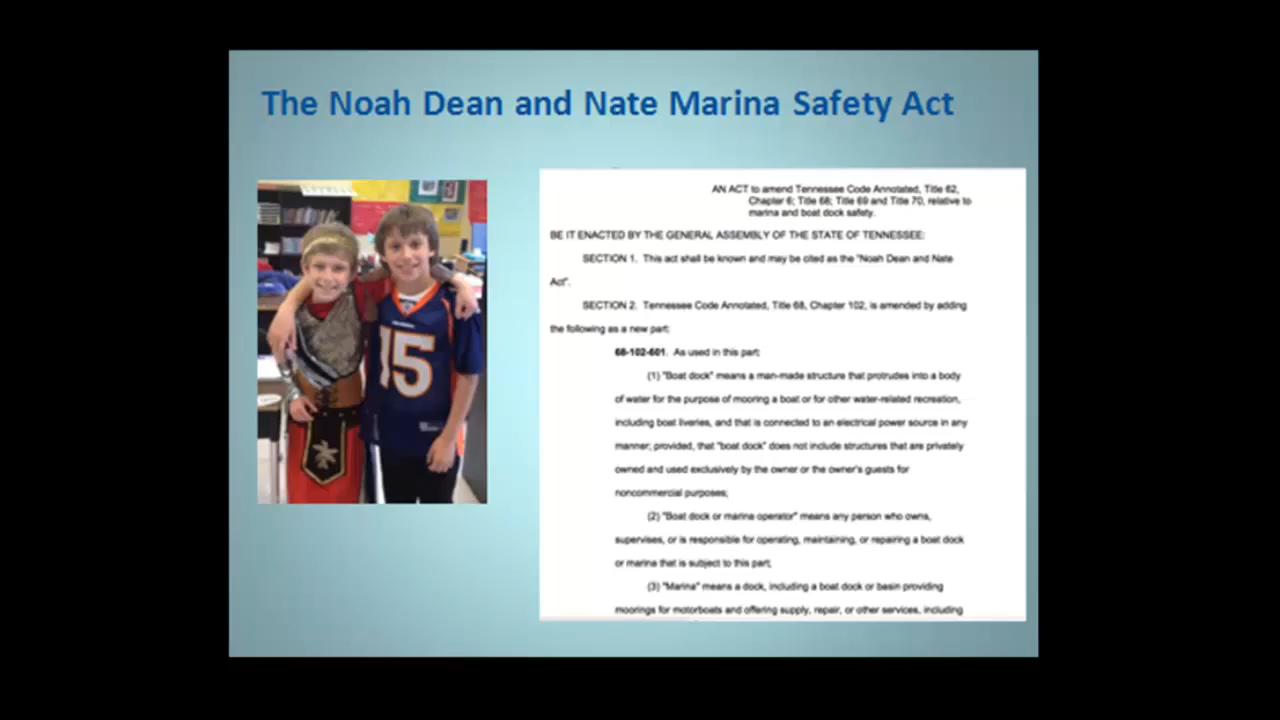 The Noah Dean and Nate Marina Safety Act
15
AN ACT to amend Tennessee Code Annotated, Title 62,
Chapter 6; Title 68; Title 69 and Title 70, relative to
marina and boat dock safety.
BE IT ENACTED BY THE GENERAL ASSEMBLY OF THE STATE OF TENNESSEE:
SECTION 1. This act shall be known and may be cited as the "Noah Dean and Nate
Act".
SECTION 2. Tennessee Code Annotated, Title 68, Chapter 102, is amended by adding
the following as a new part:
68-102-601. As used in this part:
(1) "Boat dock" means a man-made structure that protrudes into a body
of water for the purpose of mooring a boat or for other water-related recreation,
including boat liveries, and that is connected to an electrical power source in any
manner; provided, that "boat dock" does not include structures that are privately
owned and used exclusively by the owner or the owner's guests for
noncommercial purposes;
(2) "Boat dock or marina operator" means any person who owns,
supervises, or is responsible for operating, maintaining, or repairing a boat dock
or marina that is subject to this part;
(3) "Marina" means a dock, including a boat dock or basin providing
moorings for motorboats and offering supply, repair, or other services, including